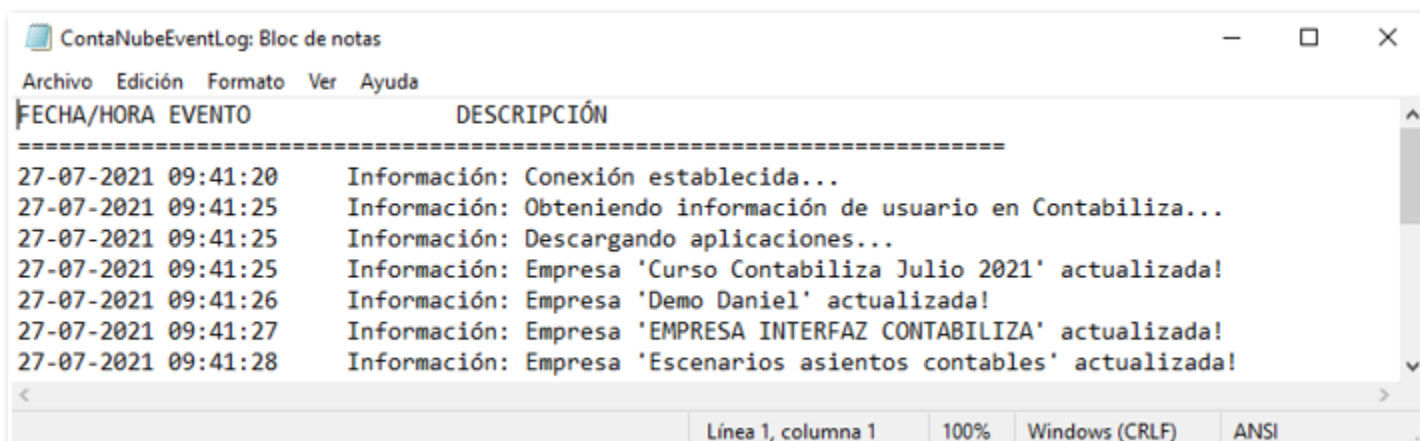 ContaNubeEventLog: Bloc de notas
Archivo Edición Formato Ver Ayuda
FECHA/HORA EVENTO DESCRIPCIÓN
=========================================================================
27-07-2021 09:41:20 Información: Conexión establecida...
27-07-2021 09:41:25 Información: Obteniendo información de usuario en Contabiliza...
27-07-2021 09:41:25 Información: Descargando aplicaciones...
27-07-2021 09:41:25 Información: Empresa 'Curso Contabiliza Julio 2021' actualizada!
27-07-2021 09:41:26 Información: Empresa 'Demo Daniel' actualizada!
27-07-2021 09:41:27 Información: Empresa 'EMPRESA INTERFAZ CONTABILIZA' actualizada!
27-07-2021 09:41:28 Información: Empresa 'Escenarios asientos contables' actualizada!
Línea 1, columna 1 100% Windows (CRLF) ANSI